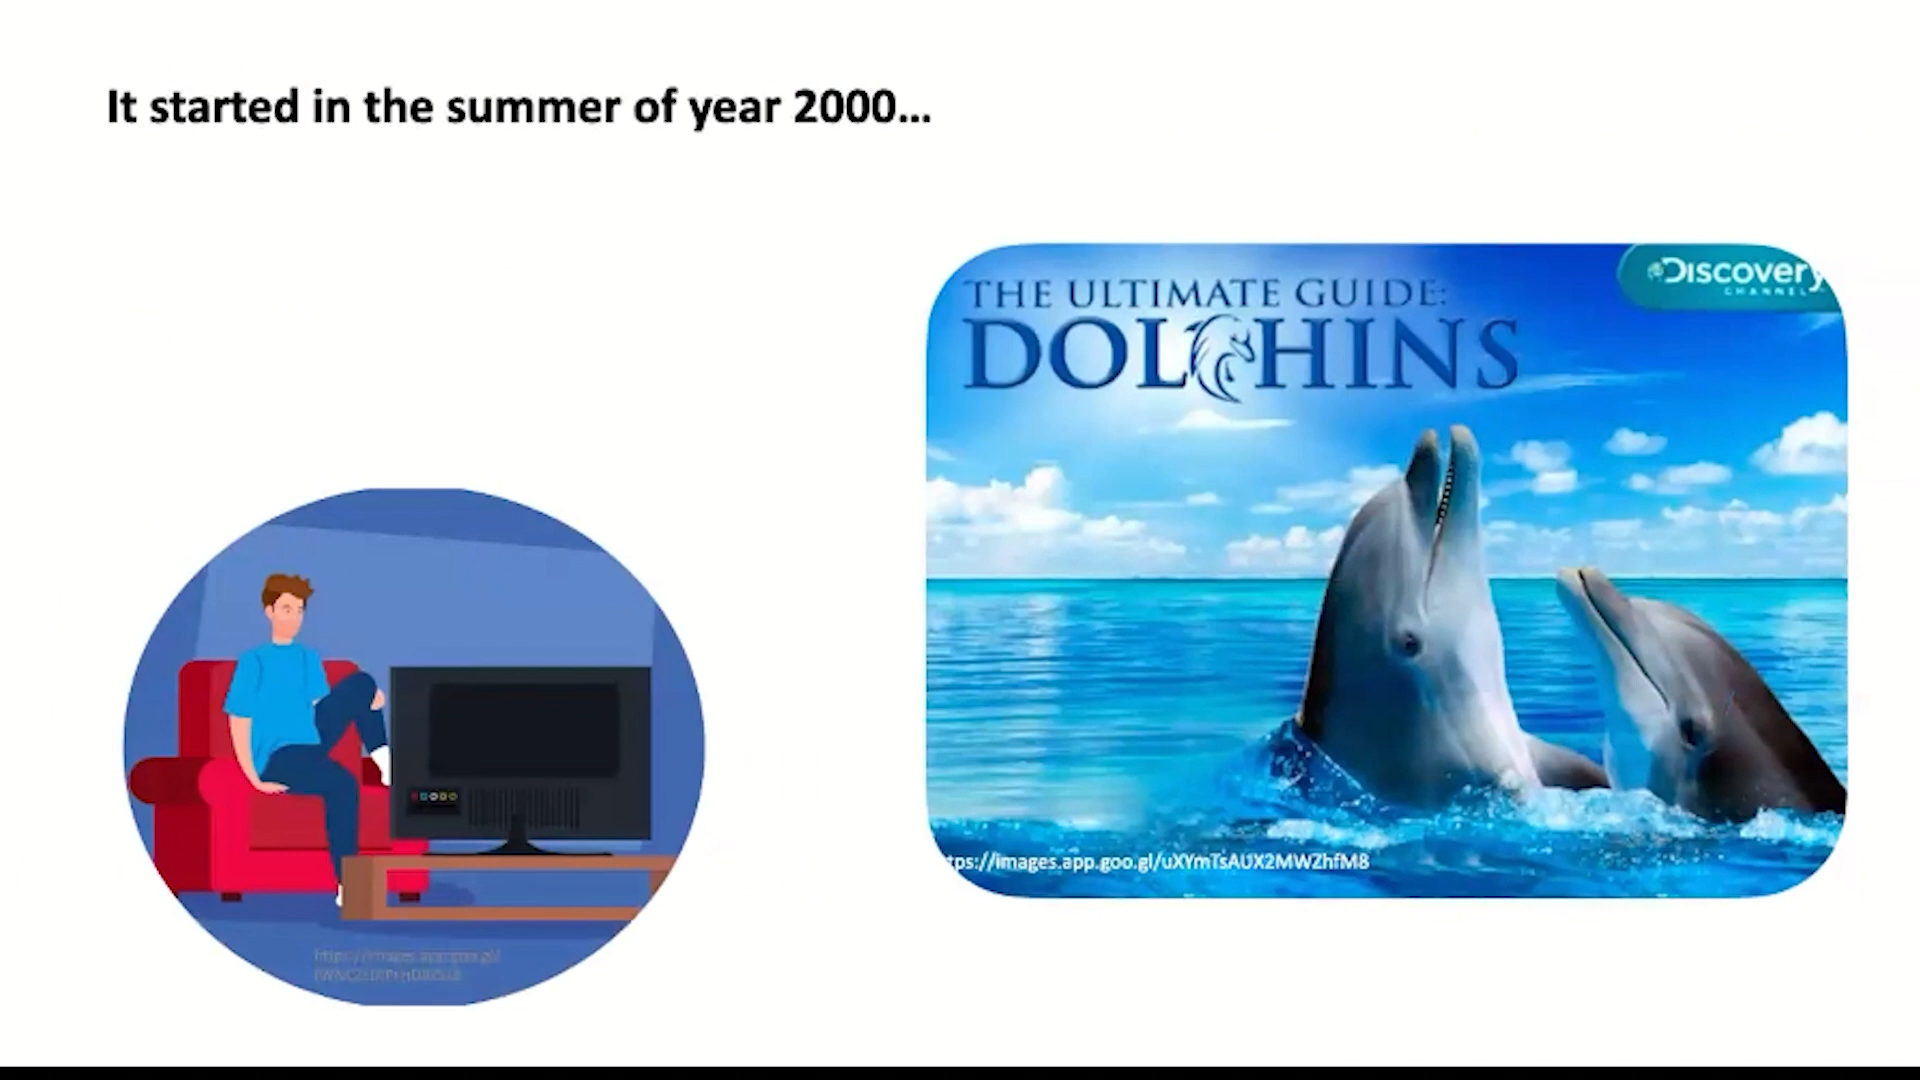 It started in the summer of year 2000...
THE ULTIMATE GUIDE:
DOLPHINS
Discovery
CHANNEL
tps://images.app.goo.gl/uXYmTsAUX2MWZhfM8